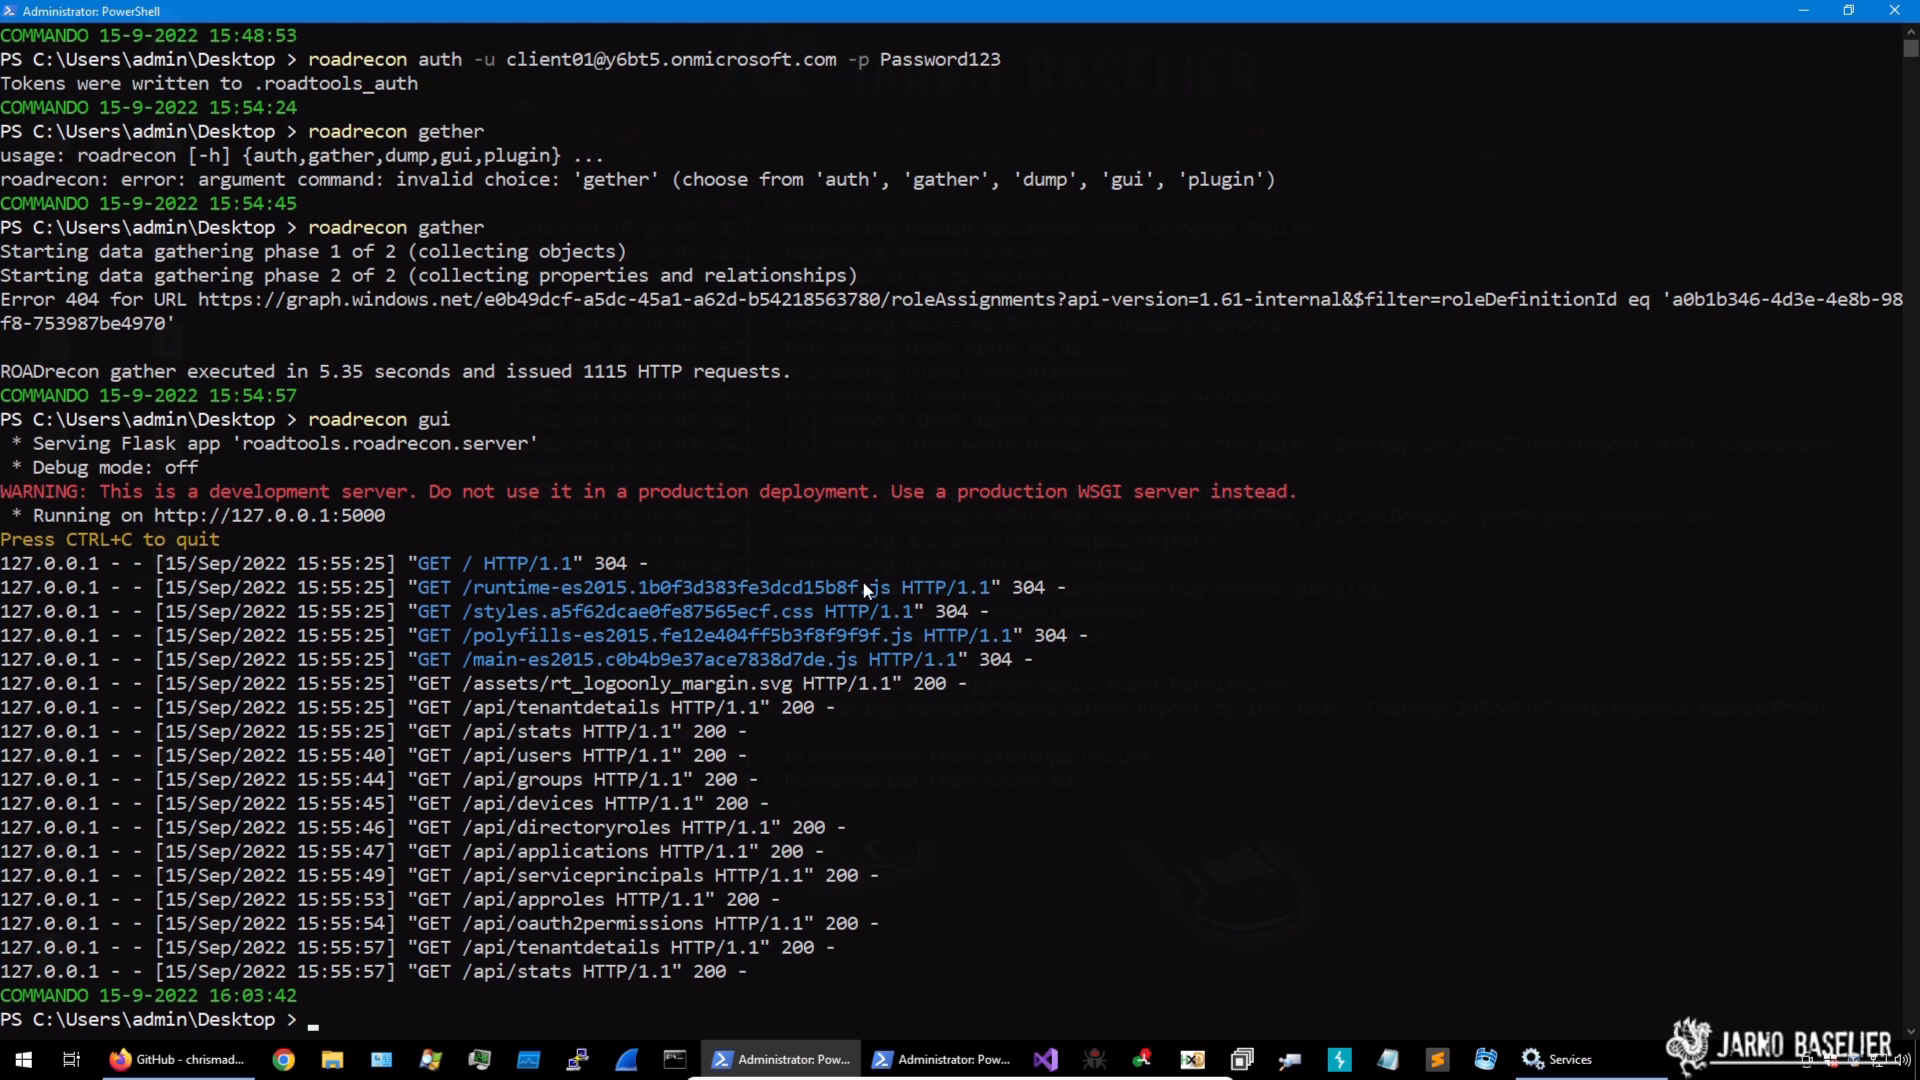 Administrator: PowerShell
COMMANDO 15-9-2022 15:48:53
PS C:\Users\admin\Desktop > roadrecon auth -u client01@y6bt5.onmicrosoft.com -p Password123
Tokens were written to .roadtools_auth
COMMANDO 15-9-2022 15:54:24
PS C:\Users\admin\Desktop > roadrecon gether
usage: roadrecon [-h] {auth,gather,dump,gui,plugin} ...
roadrecon: error: argument command: invalid choice: 'gether' (choose from 'auth', 'gather', 'dump', 'gui', 'plugin')
COMMANDO 15-9-2022 15:54:45
PS C:\Users\admin\Desktop > roadrecon gather
Starting data gathering phase 1 of 2 (collecting objects)
Starting data gathering phase 2 of 2 (collecting properties and relationships)
Error 404 for URL https://graph.windows.net/e0b49dcf-a5dc-45a1-a62d-b54218563780/roleAssignments?api-version=1.61-internal&$filter=roleDefinitionId eq 'a0b1b346-4d3e-4e8b-98
f8-753987be4970'
ROADrecon gather executed in 5.35 seconds and issued 1115 HTTP requests.
COMMANDO 15-9-2022 15:54:57
PS C:\Users\admin\Desktop > roadrecon gui
* Serving Flask app 'roadtools.roadrecon.server'
* Debug mode: off
WARNING: This is a development server. Do not use it in a production deployment. Use a production WSGI server instead.
* Running on http://127.0.0.1:5000
Press CTRL+C to quit
127.0.0.1 - - [15/Sep/2022 15:55:25] "GET / HTTP/1.1" 304 -
127.0.0.1 - - [15/Sep/2022 15:55:25] "GET /runtime-es2015.1b0f3d383fe3dcd15b8f.js HTTP/1.1" 304 -
127.0.0.1 - - [15/Sep/2022 15:55:25] "GET /styles.a5f62dcae0fe87565ecf.css HTTP/1.1" 304 -
127.0.0.1 - - [15/Sep/2022 15:55:25] "GET /polyfills-es2015.fe12e404ff5b3f8f9f9f.js HTTP/1.1" 304 -
127.0.0.1 - - [15/Sep/2022 15:55:25] "GET /main-es2015.c0b4b9e37ace7838d7de.js HTTP/1.1" 304 -
127.0.0.1 - - [15/Sep/2022 15:55:25] "GET /assets/rt_logoonly_margin.svg HTTP/1.1" 200 -
127.0.0.1 - - [15/Sep/2022 15:55:25] "GET /api/tenantdetails HTTP/1.1" 200 -
127.0.0.1 - - [15/Sep/2022 15:55:25] "GET /api/stats HTTP/1.1" 200 -
127.0.0.1 - - [15/Sep/2022 15:55:40] "GET /api/users HTTP/1.1" 200 -
127.0.0.1 - - [15/Sep/2022 15:55:44] "GET /api/groups HTTP/1.1" 200 -
127.0.0.1 - - [15/Sep/2022 15:55:45] "GET /api/devices HTTP/1.1" 200 -
127.0.0.1 - - [15/Sep/2022 15:55:46] "GET /api/directoryroles HTTP/1.1" 200 -
127.0.0.1 - - [15/Sep/2022 15:55:47] "GET /api/applications HTTP/1.1" 200 -
127.0.0.1 - - [15/Sep/2022 15:55:49] "GET /api/serviceprincipals HTTP/1.1" 200 -
127.0.0.1 - - [15/Sep/2022 15:55:53] "GET /api/approles HTTP/1.1" 200 -
127.0.0.1 - - [15/Sep/2022 15:55:54] "GET /api/oauth2permissions HTTP/1.1" 200 -
127.0.0.1 - - [15/Sep/2022 15:55:57] "GET /api/tenantdetails HTTP/1.1" 200 -
127.0.0.1 - - [15/Sep/2022 15:55:57] "GET /api/stats HTTP/1.1" 200 -
COMMANDO 15-9-2022 16:03:42
PS C:\Users\admin\Desktop >
GitHub - chrismad...
Administrator: Pow...
Administrator: Pow...
Services
JARNO BASELIER